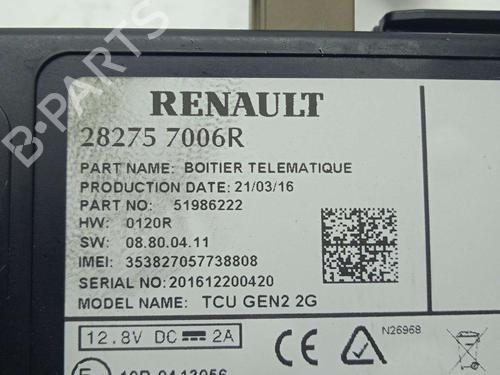 B-PARTS
RENAULT
28275 7006R
PART NAME: BOITIER TELEMATIQUE
PRODUCTION DATE: 21/03/16
PART NO: 51986222
HW: 0120R
SW: 08.80.04.11
IMEI: 353827057738808
SERIAL NO: 201612200420
MODEL NAME: TCU GEN2 2G
12.8V DC 2A
CE
N26968
10R-0413056